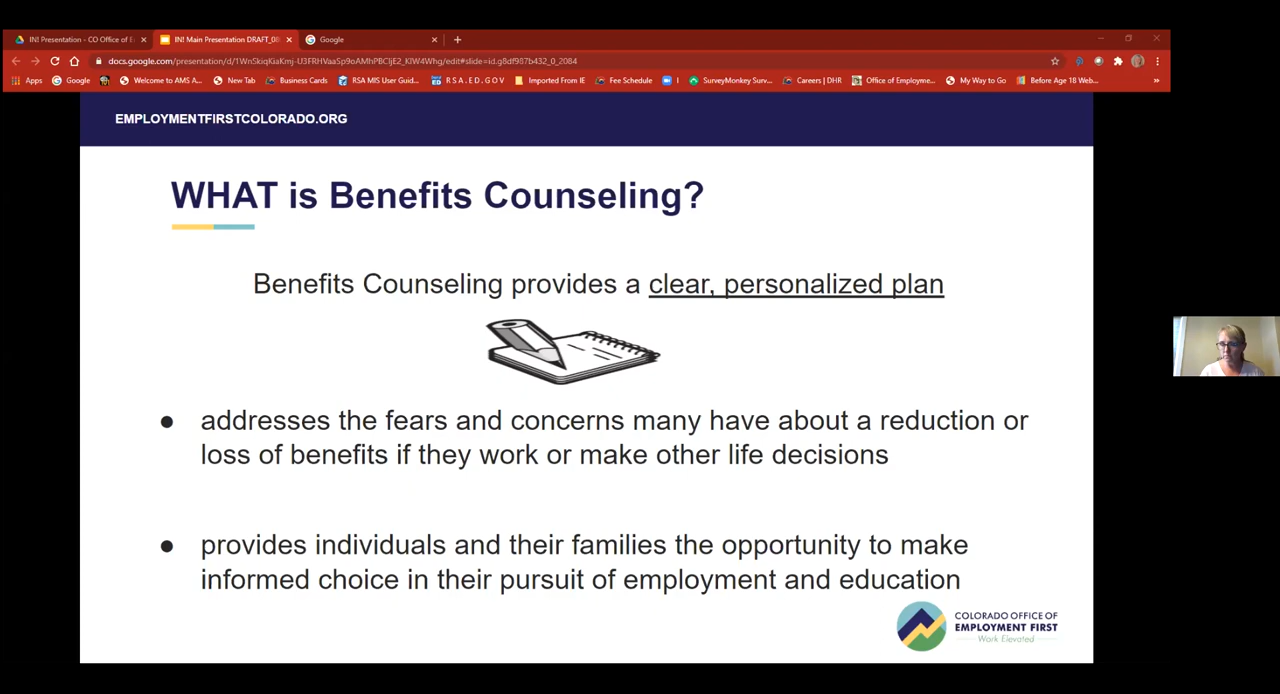 IN! Presentation - CO Office of E
IN! Main Presentation DRAFT_08
Google
docs.google.com/presentation/d/1WnSkiqKiaKmj-U3FRHVaaSp9oAMhPBCIjE2_KIW4Whg/edit#slide=id.g8df987b432_0_2084
Apps Google Welcome to AMS A... New Tab Business Cards RSA MIS User Guid... R S A . E D . G O V Imported From IE Fee Schedule I SurveyMonkey Surv... Careers | DHR Office of Employme... My Way to Go Before Age 18 Web... »
EMPLOYMENTFIRSTCOLORADO.ORG
WHAT is Benefits Counseling?
Benefits Counseling provides a clear, personalized plan
● addresses the fears and concerns many have about a reduction or
loss of benefits if they work or make other life decisions
● provides individuals and their families the opportunity to make
informed choice in their pursuit of employment and education
COLORADO OFFICE OF
EMPLOYMENT FIRST
Work Elevated